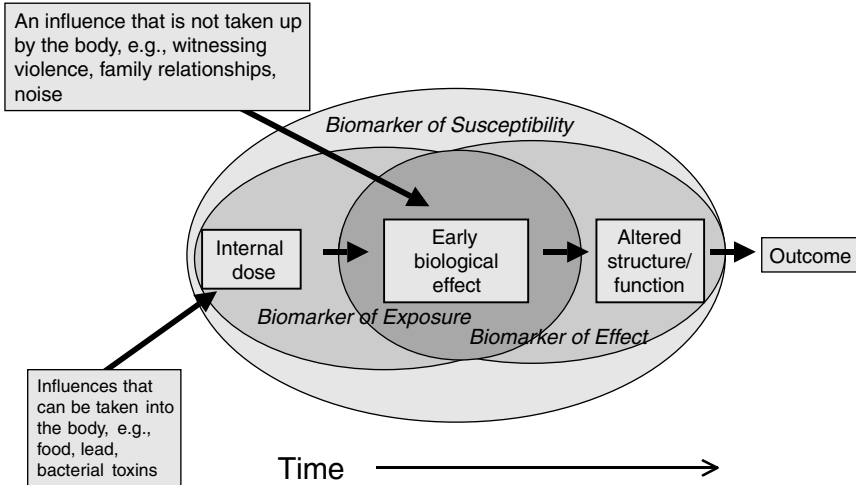 An influence that is not taken up
by the body, e.g., witnessing
violence, family relationships,
noise
Biomarker of Susceptibility
Internal
dose
Early
biological
effect
Altered
structure/
function
Outcome
Biomarker of Exposure
Biomarker of Effect
Influences that
can be taken into
the body, e.g.,
food, lead,
bacterial toxins
Time